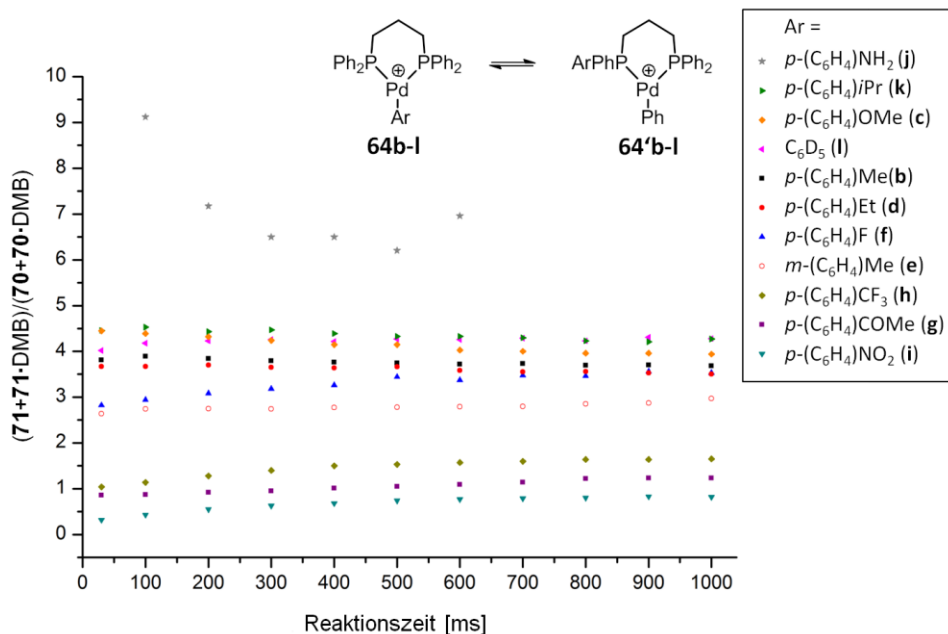 Ph2P
⊕
PPh2
Pd
Ar
64b-l
ArPhP
⊕
PPh2
Pd
Ph
64‘b-l
Ar =
p-(C6H4)NH2 (j)
p-(C6H4)iPr (k)
p-(C6H4)OMe (c)
C6D5 (l)
p-(C6H4)Me(b)
p-(C6H4)Et (d)
p-(C6H4)F (f)
m-(C6H4)Me (e)
p-(C6H4)CF3 (h)
p-(C6H4)COMe (g)
p-(C6H4)NO2 (i)
(71+71·DMB)/(70+70·DMB)
10
9
8
7
6
5
4
3
2
1
0
0 100 200 300 400 500 600 700 800 900 1000
Reaktionszeit [ms]